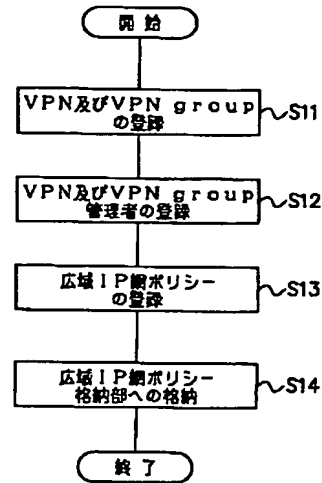 開始
VPN及びVPN group
の登録
S11
VPN及びVPN group
管理者の登録
S12
広域IP網ポリシー
の登録
S13
広域IP網ポリシー
格納部への格納
S14
終了